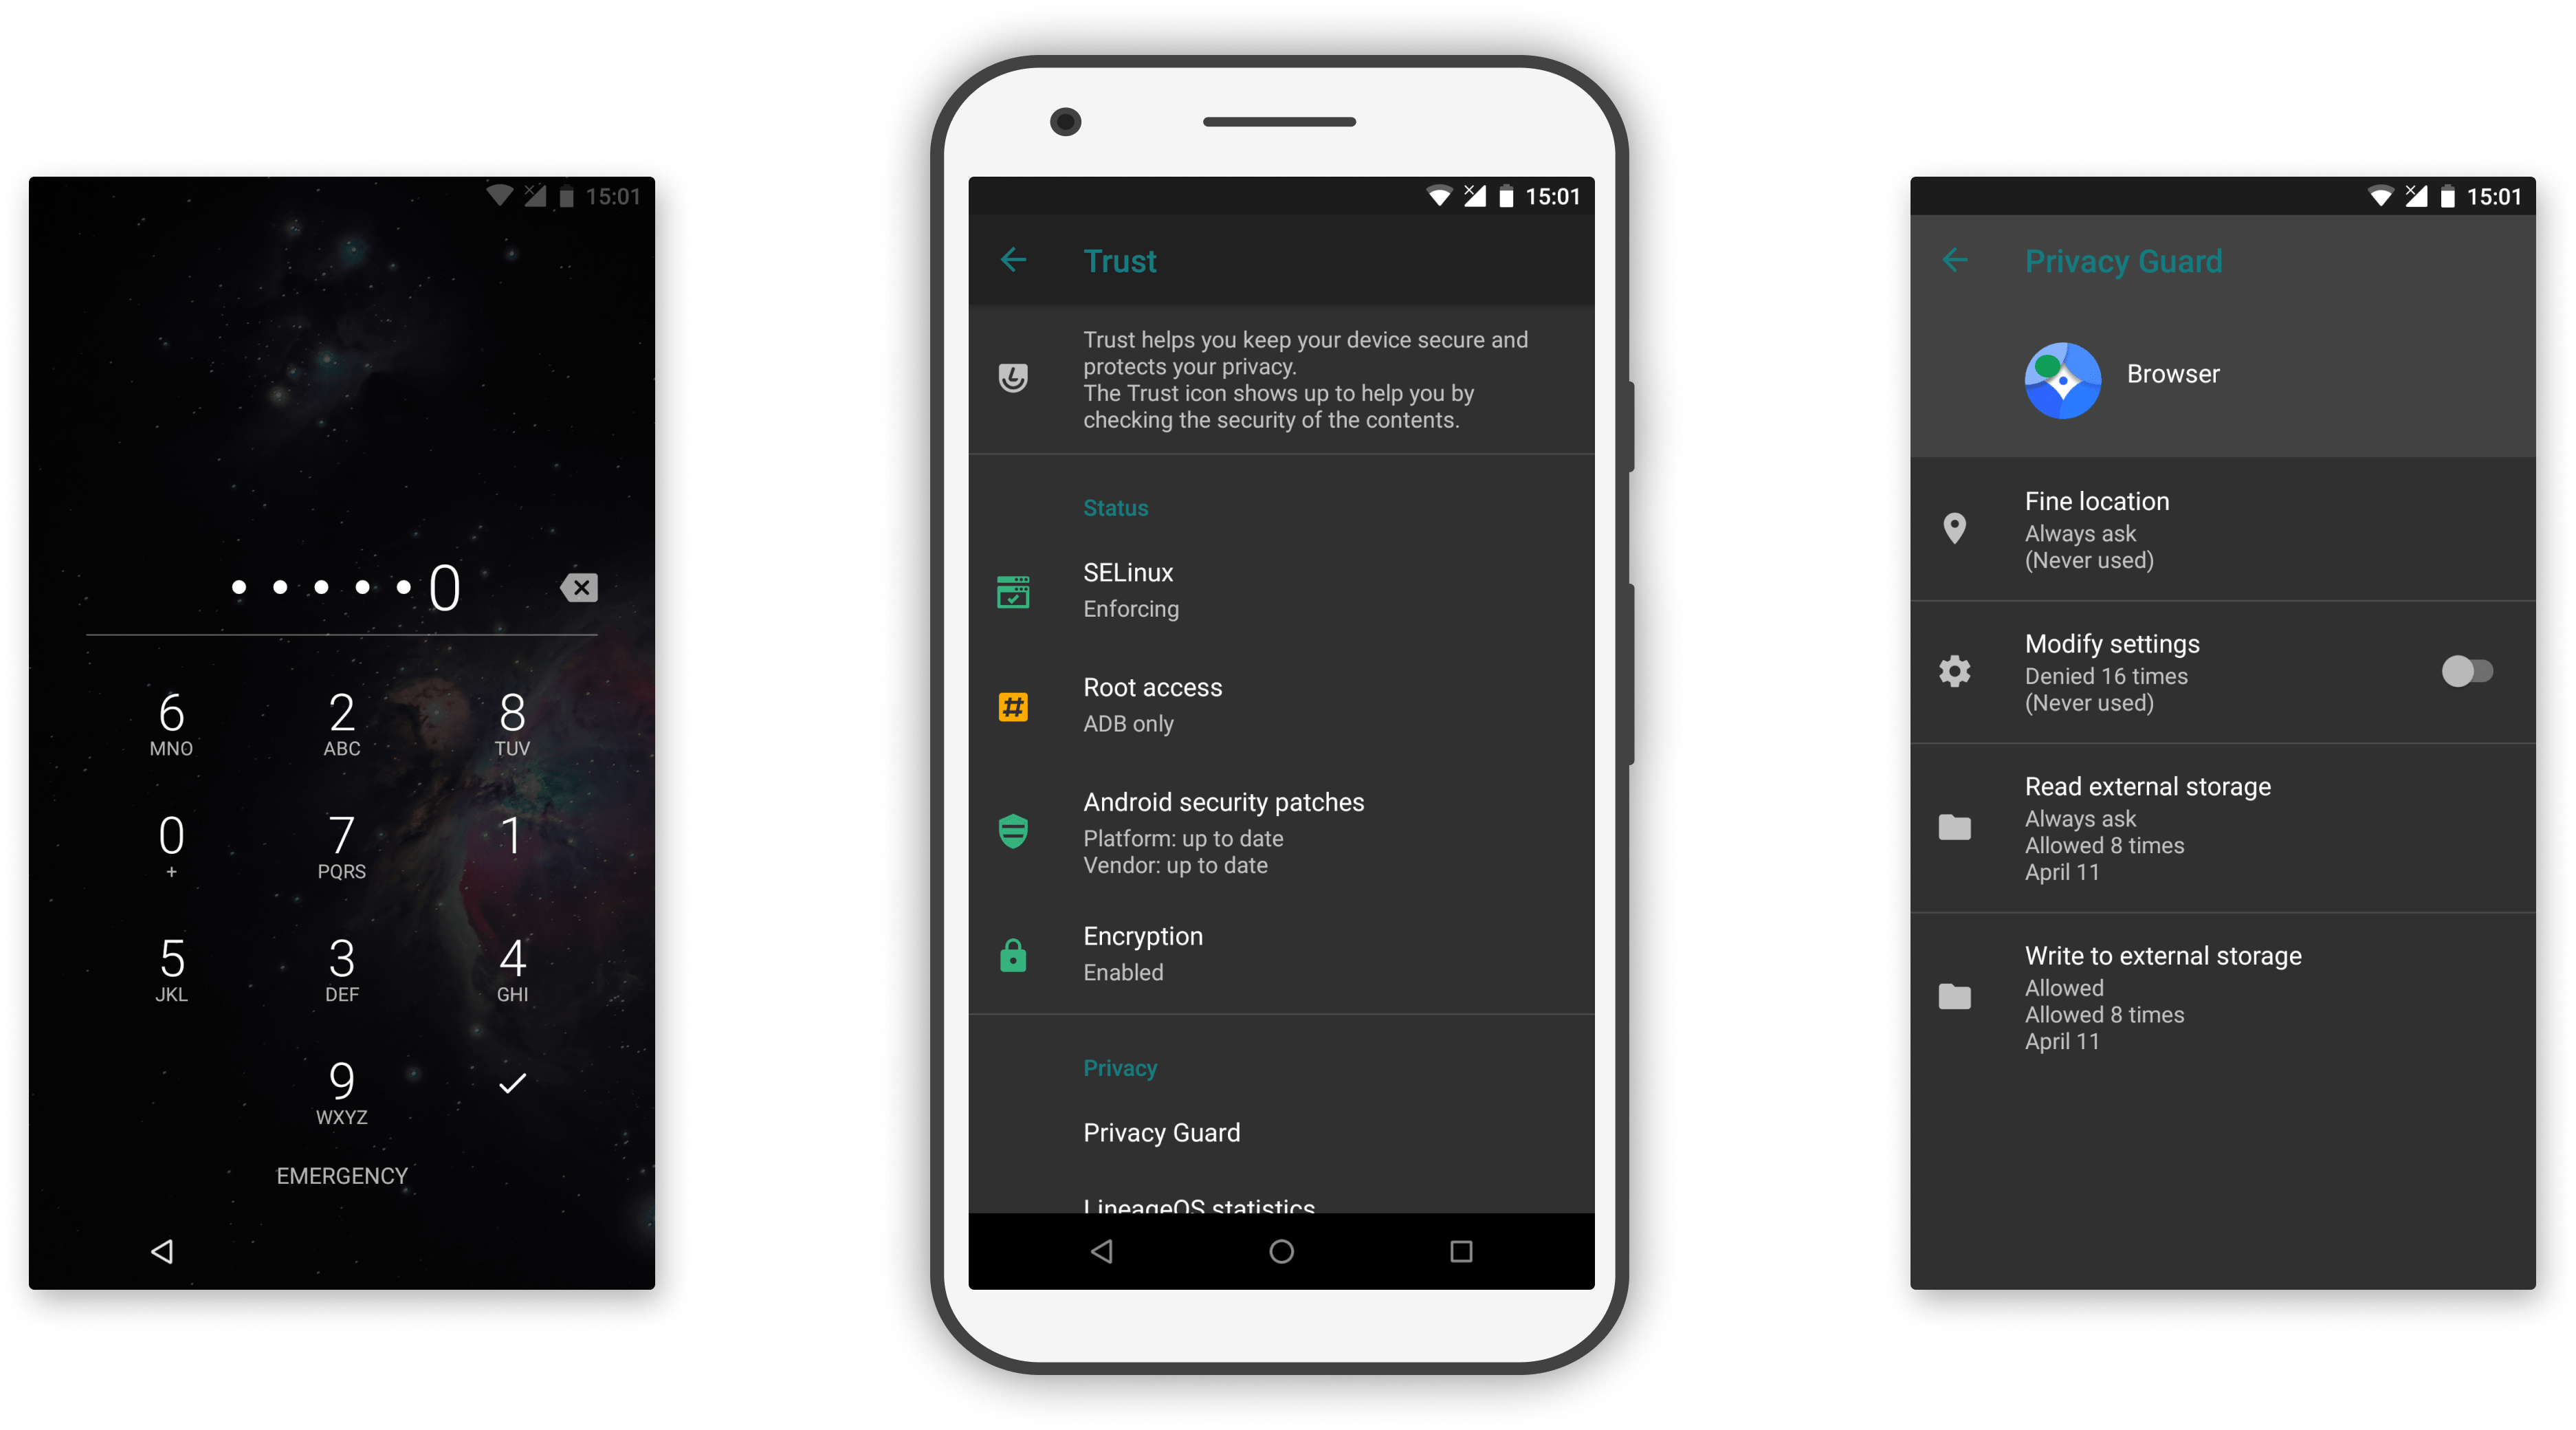 15:01
• • • • • 0
6 2 8
MNO ABC TUV
0 7 1
+ PQRS
5 3 4
JKL DEF GHI
9
WXYZ
EMERGENCY
15:01
Trust
Trust helps you keep your device secure and
protects your privacy.
The Trust icon shows up to help you by
checking the security of the contents.
Status
SELinux
Enforcing
#
Root access
ADB only
Android security patches
Platform: up to date
Vendor: up to date
Encryption
Enabled
Privacy
Privacy Guard
LineageOS statistics
15:01
Privacy Guard
Browser
Fine location
Always ask
(Never used)
Modify settings
Denied 16 times
(Never used)
Read external storage
Always ask
Allowed 8 times
April 11
Write to external storage
Allowed
Allowed 8 times
April 11